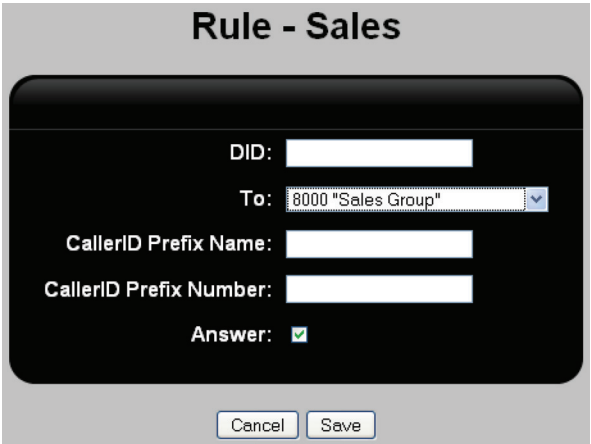 Rule - Sales
DID:
To: 8000 "Sales Group"
CallerID Prefix Name:
CallerID Prefix Number:
Answer:
Cancel Save